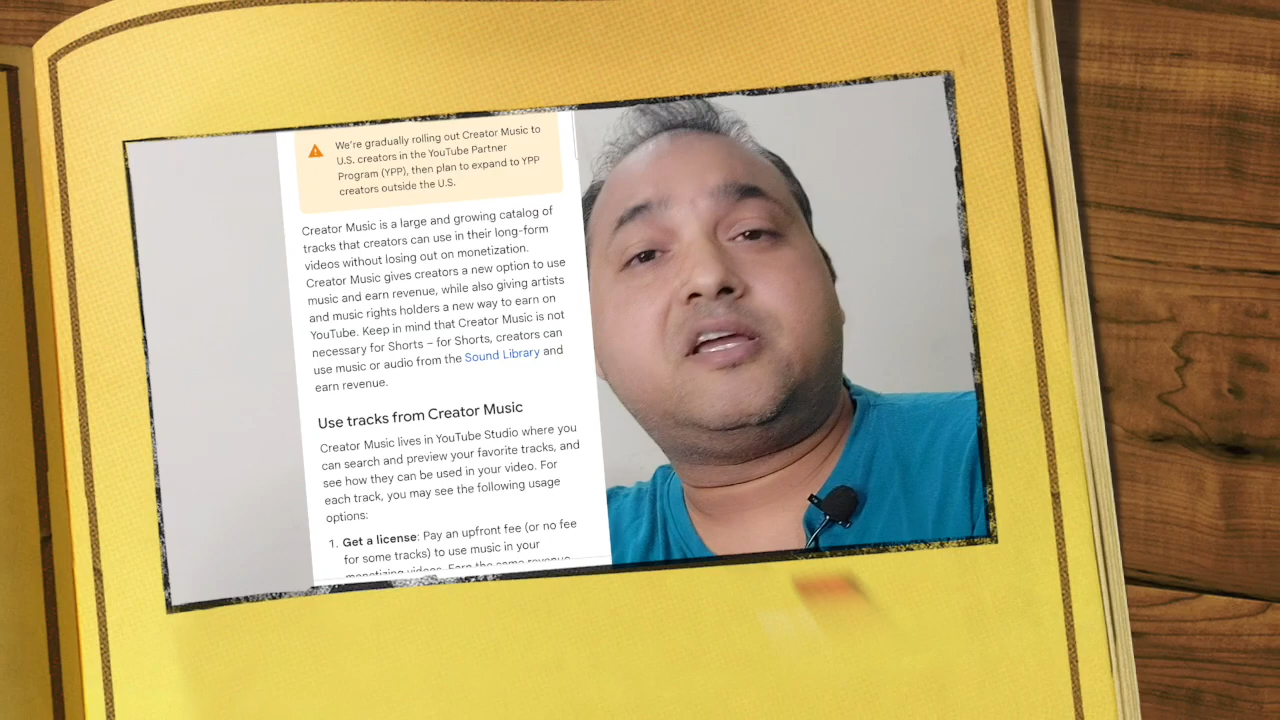 We're gradually rolling out Creator Music to
U.S. creators in the YouTube Partner
Program (YPP), then plan to expand to YPP
creators outside the U.S.
Creator Music is a large and growing catalog of
tracks that creators can use in their long-form
videos without losing out on monetization.
Creator Music gives creators a new option to use
music and earn revenue, while also giving artists
and music rights holders a new way to earn on
YouTube. Keep in mind that Creator Music is not
necessary for Shorts – for Shorts, creators can
use music or audio from the Sound Library and
earn revenue.
Use tracks from Creator Music
Creator Music lives in YouTube Studio where you
can search and preview your favorite tracks, and
see how they can be used in your video. For
each track, you may see the following usage
options:
1. Get a license: Pay an upfront fee (or no fee
for some tracks) to use music in your
monetizing videos. Earn the same revenue